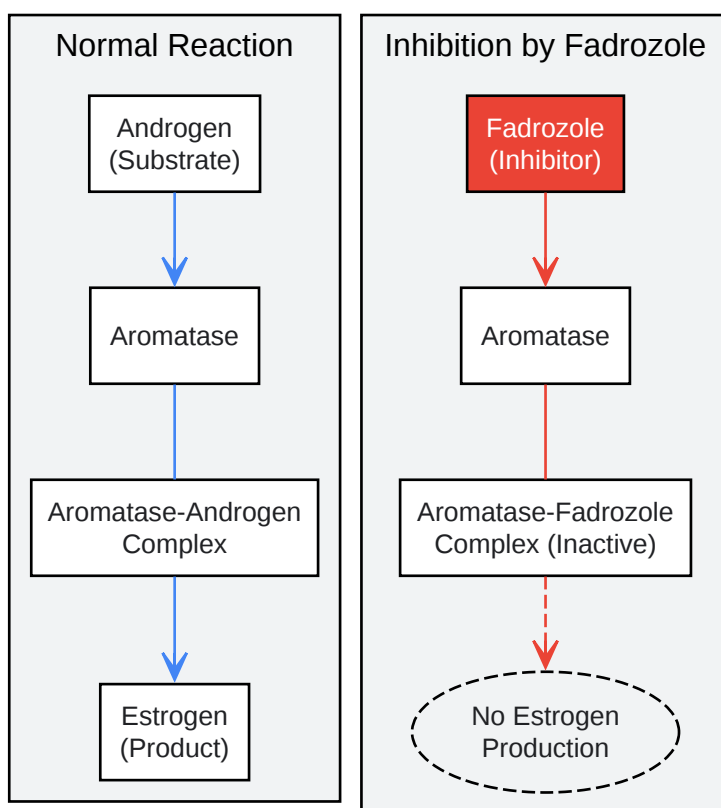 Normal Reaction
Androgen
(Substrate)
Aromatase
Aromatase-Androgen
Complex
Estrogen
(Product)
Inhibition by Fadrozole
Fadrozole
(Inhibitor)
Aromatase
Aromatase-Fadrozole
Complex (Inactive)
No Estrogen
Production